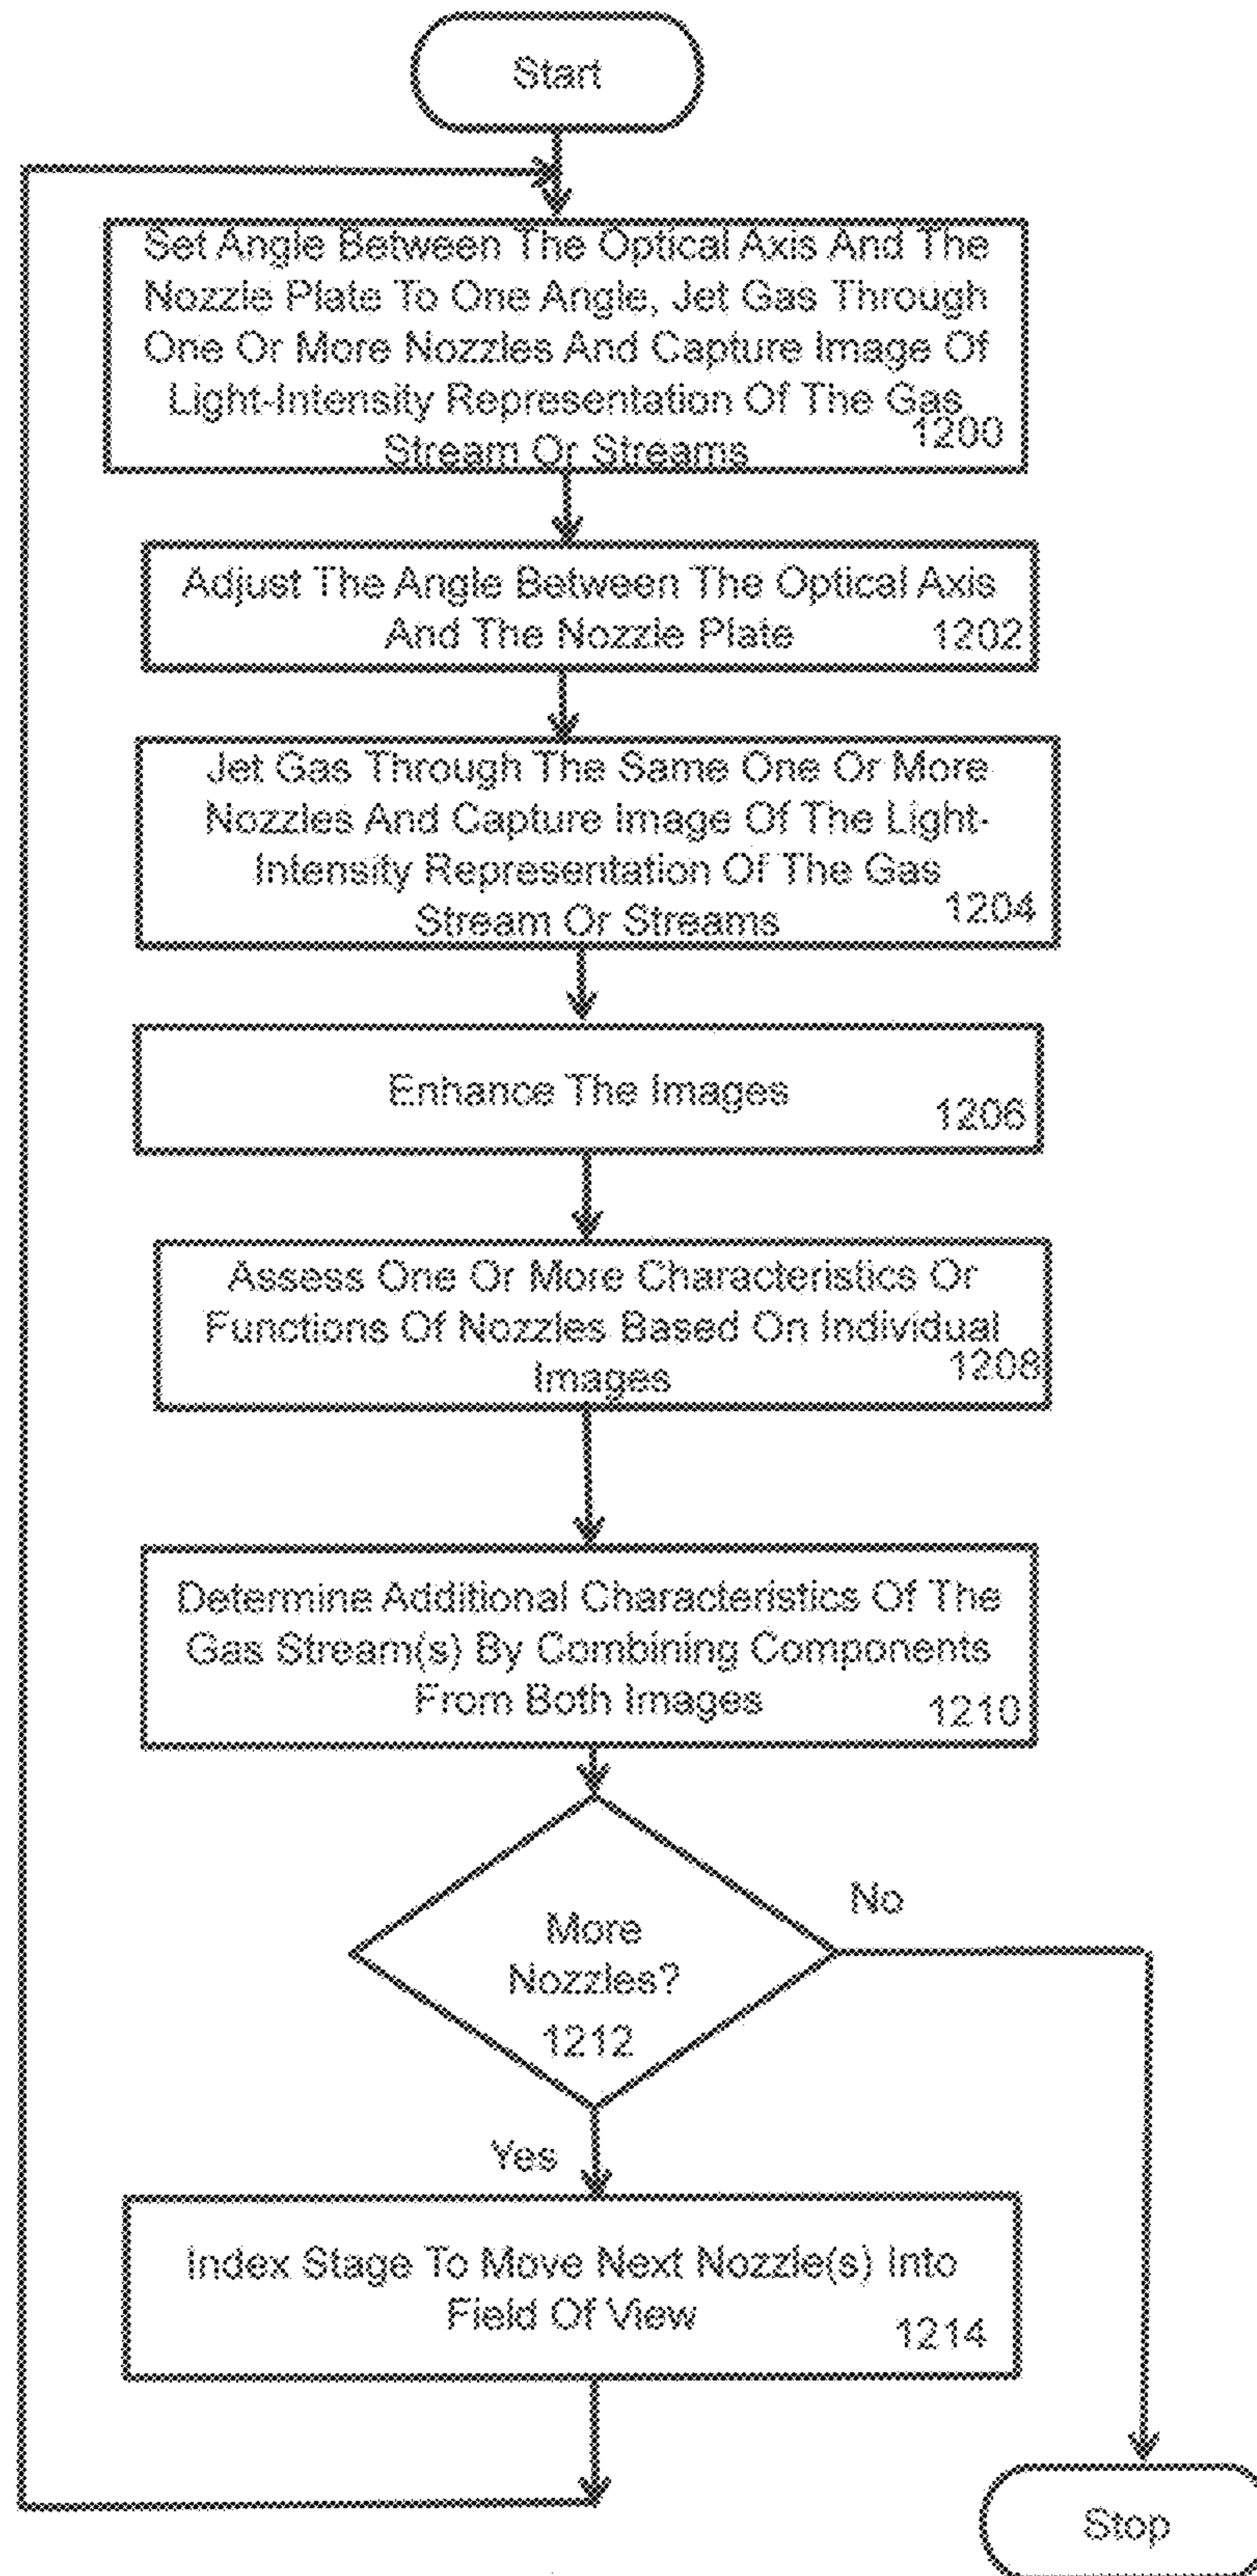 Start
Set Angle Between The Optical Axis And The
Nozzle Plate To One Angle, Jet Gas Through
One Or More Nozzles And Capture Image Of
Light-Intensity Representation Of The Gas
Stream Or Streams
1200
Adjust The Angle Between The Optical Axis
And The Nozzle Plate
1202
Jet Gas Through The Same One Or More
Nozzles And Capture Image Of The Light-
Intensity Representation Of The Gas
Stream Or Streams
1204
Enhance The Images
1206
Assess One Or More Characteristics Or
Functions Of Nozzles Based On Individual
Images
1208
Determine Additional Characteristics Of The
Gas Stream(s) By Combining Components
From Both Images
1210
More
Nozzles?
1212
No
Yes
Index Stage To Move Next Nozzle(s) Into
Field Of View
1214
Stop